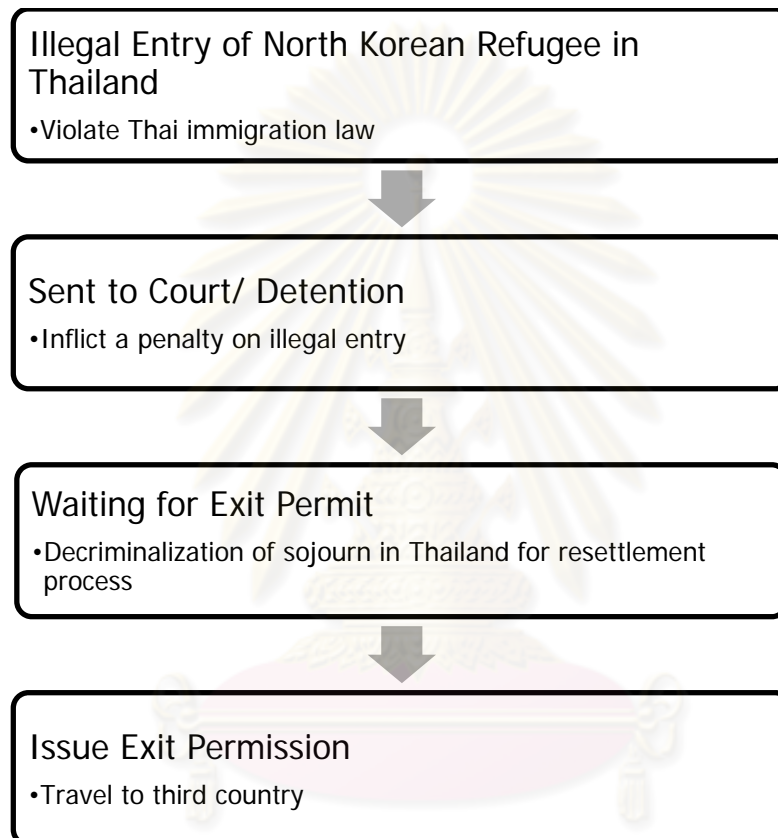 Illegal Entry of North Korean Refugee in
Thailand
•Violate Thai immigration law
Sent to Court/ Detention
•Inflict a penalty on illegal entry
Waiting for Exit Permit
•Decriminalization of sojourn in Thailand for resettlement
process
Issue Exit Permission
•Travel to third country